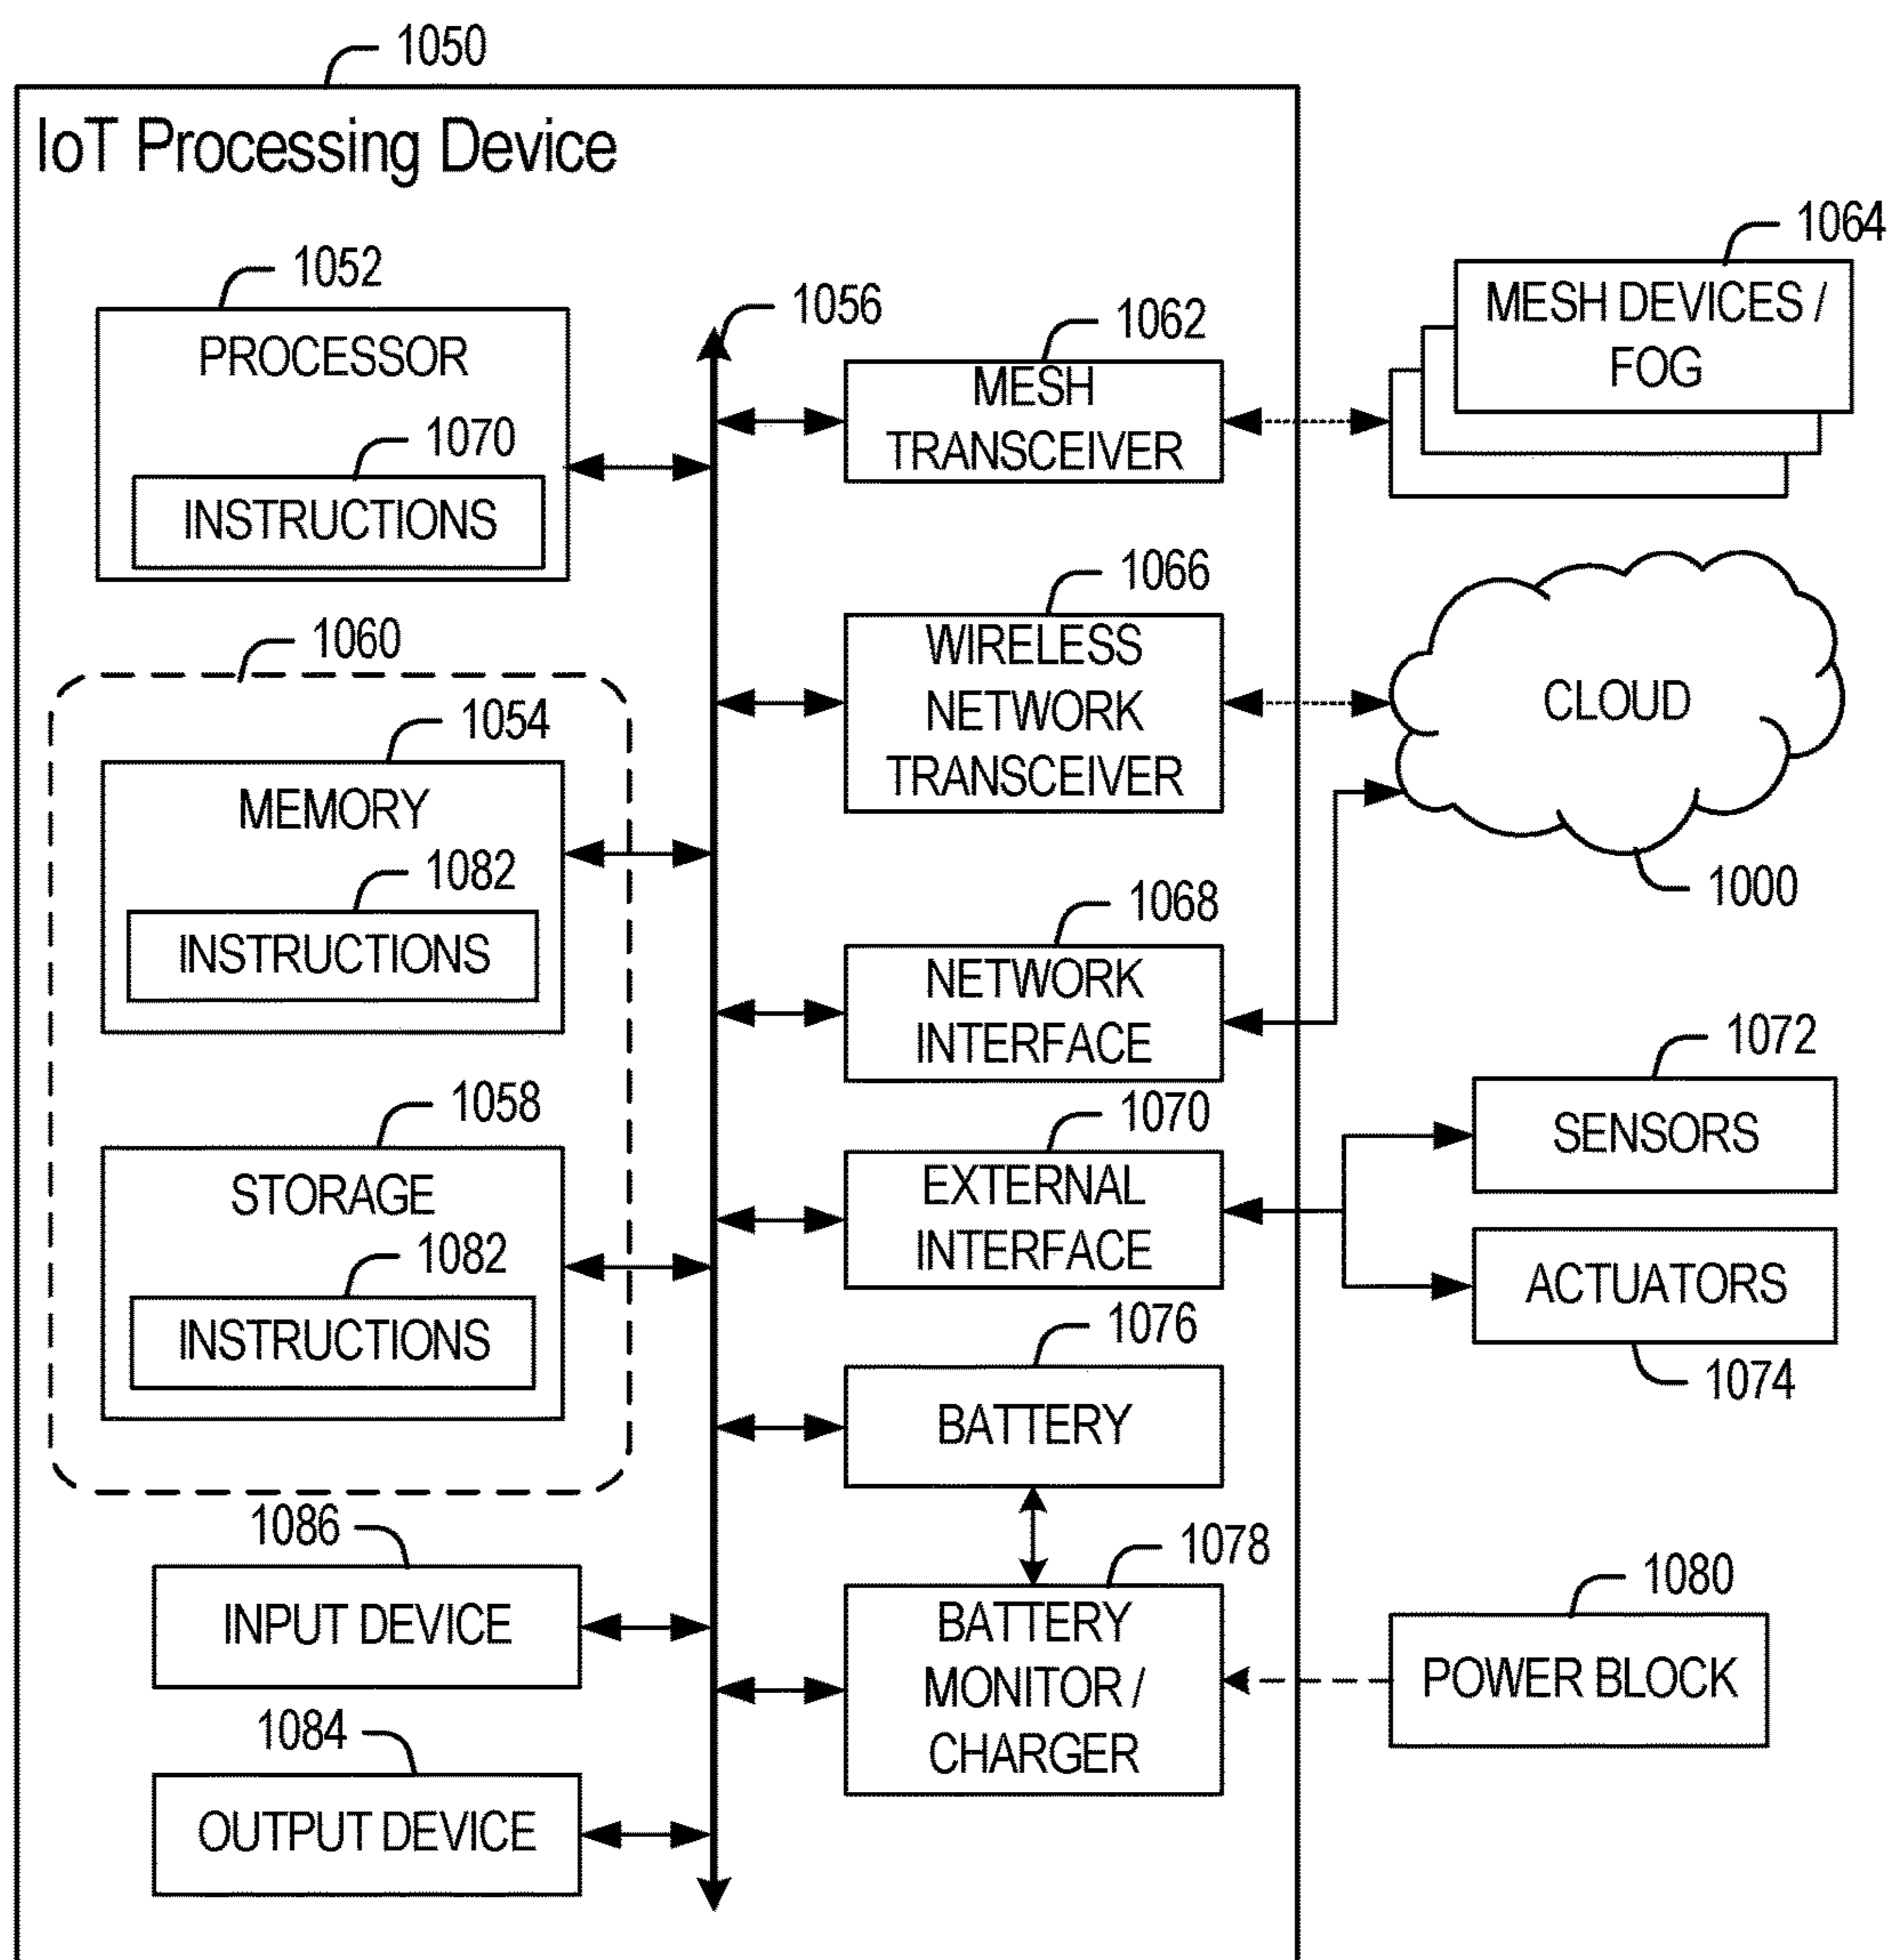 1050
IoT Processing Device
1052
PROCESSOR
1070
INSTRUCTIONS
1060
1054
MEMORY
1082
INSTRUCTIONS
1058
STORAGE
1082
INSTRUCTIONS
1086
INPUT DEVICE
1084
OUTPUT DEVICE
1056
1062
MESH
TRANSCEIVER
1066
WIRELESS
NETWORK
TRANSCEIVER
1068
NETWORK
INTERFACE
1070
EXTERNAL
INTERFACE
1076
BATTERY
1078
BATTERY
MONITOR /
CHARGER
1064
MESH DEVICES /
FOG
CLOUD
1000
1072
SENSORS
ACTUATORS
1074
1080
POWER BLOCK